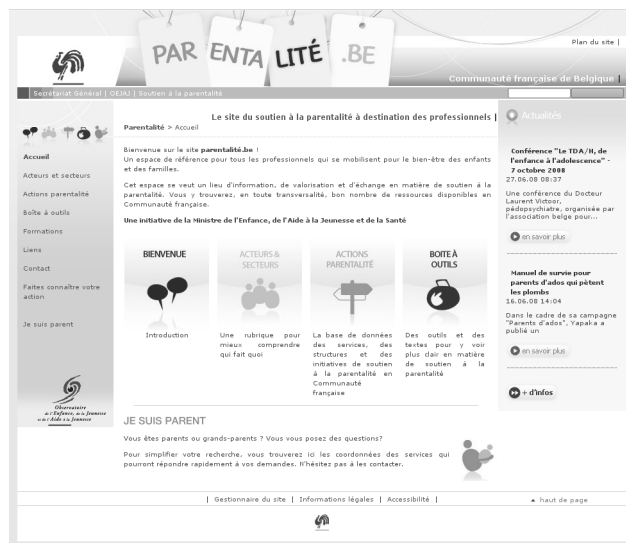 PARENTALITÉ.BE
Plan du site |
Communauté française de Belgique |
Secrétariat Général | OEJAJ | Soutien à la parentalité
Accueil
Acteurs et secteurs
Actions parentalité
Boîte à outils
Formations
Liens
Contact
Faites connaître votre
action
Je suis parent
Observatoire
de l'Enfance, de la Jeunesse
et de l'Aide à la Jeunesse
Le site du soutien à la parentalité à destination des professionnels |
Parentalité > Accueil
Bienvenue sur le site parentalité.be !
Un espace de référence pour tous les professionnels qui se mobilisent pour le bien-être des enfants
et des familles.
Cet espace se veut un lieu d'information, de valorisation et d'échange en matière de soutien à la
parentalité. Vous y trouverez, en toute transversalité, bon nombre de ressources disponibles en
Communauté française.
Une initiative de la Ministre de l'Enfance, de l'Aide à la Jeunesse et de la Santé
BIENVENUE
Introduction
ACTEURS &
SECTEURS
Une rubrique pour
mieux comprendre
qui fait quoi
ACTIONS
PARENTALITÉ
La base de données
des services, des
structures et des
initiatives de soutien
à la parentalité en
Communauté
française
BOITE À
OUTILS
Des outils et des
textes pour y voir
plus clair en matière
de soutien à la
parentalité
JE SUIS PARENT
Vous êtes parents ou grands-parents ? Vous vous posez des questions?
Pour simplifier votre recherche, vous trouverez ici les coordonnées des services qui
pourront répondre rapidement à vos demandes. N'hésitez pas à les contacter.
Actualités
Conférence "Le TDA/H, de
l'enfance à l'adolescence" -
7 octobre 2008
27.06.08 08:37
Une conférence du Docteur
Laurent Victoor,
pédopsychiatre, organisée par
l'association belge pour...
en savoir plus
Manuel de survie pour
parents d'ados qui pètent
les plombs
16.06.08 14:04
Dans le cadre de sa campagne
"Parents d'ados", Yapaka a
publié un
en savoir plus
+ d'infos
| Gestionnaire du site | Informations légales | Accessibilité |
haut de page